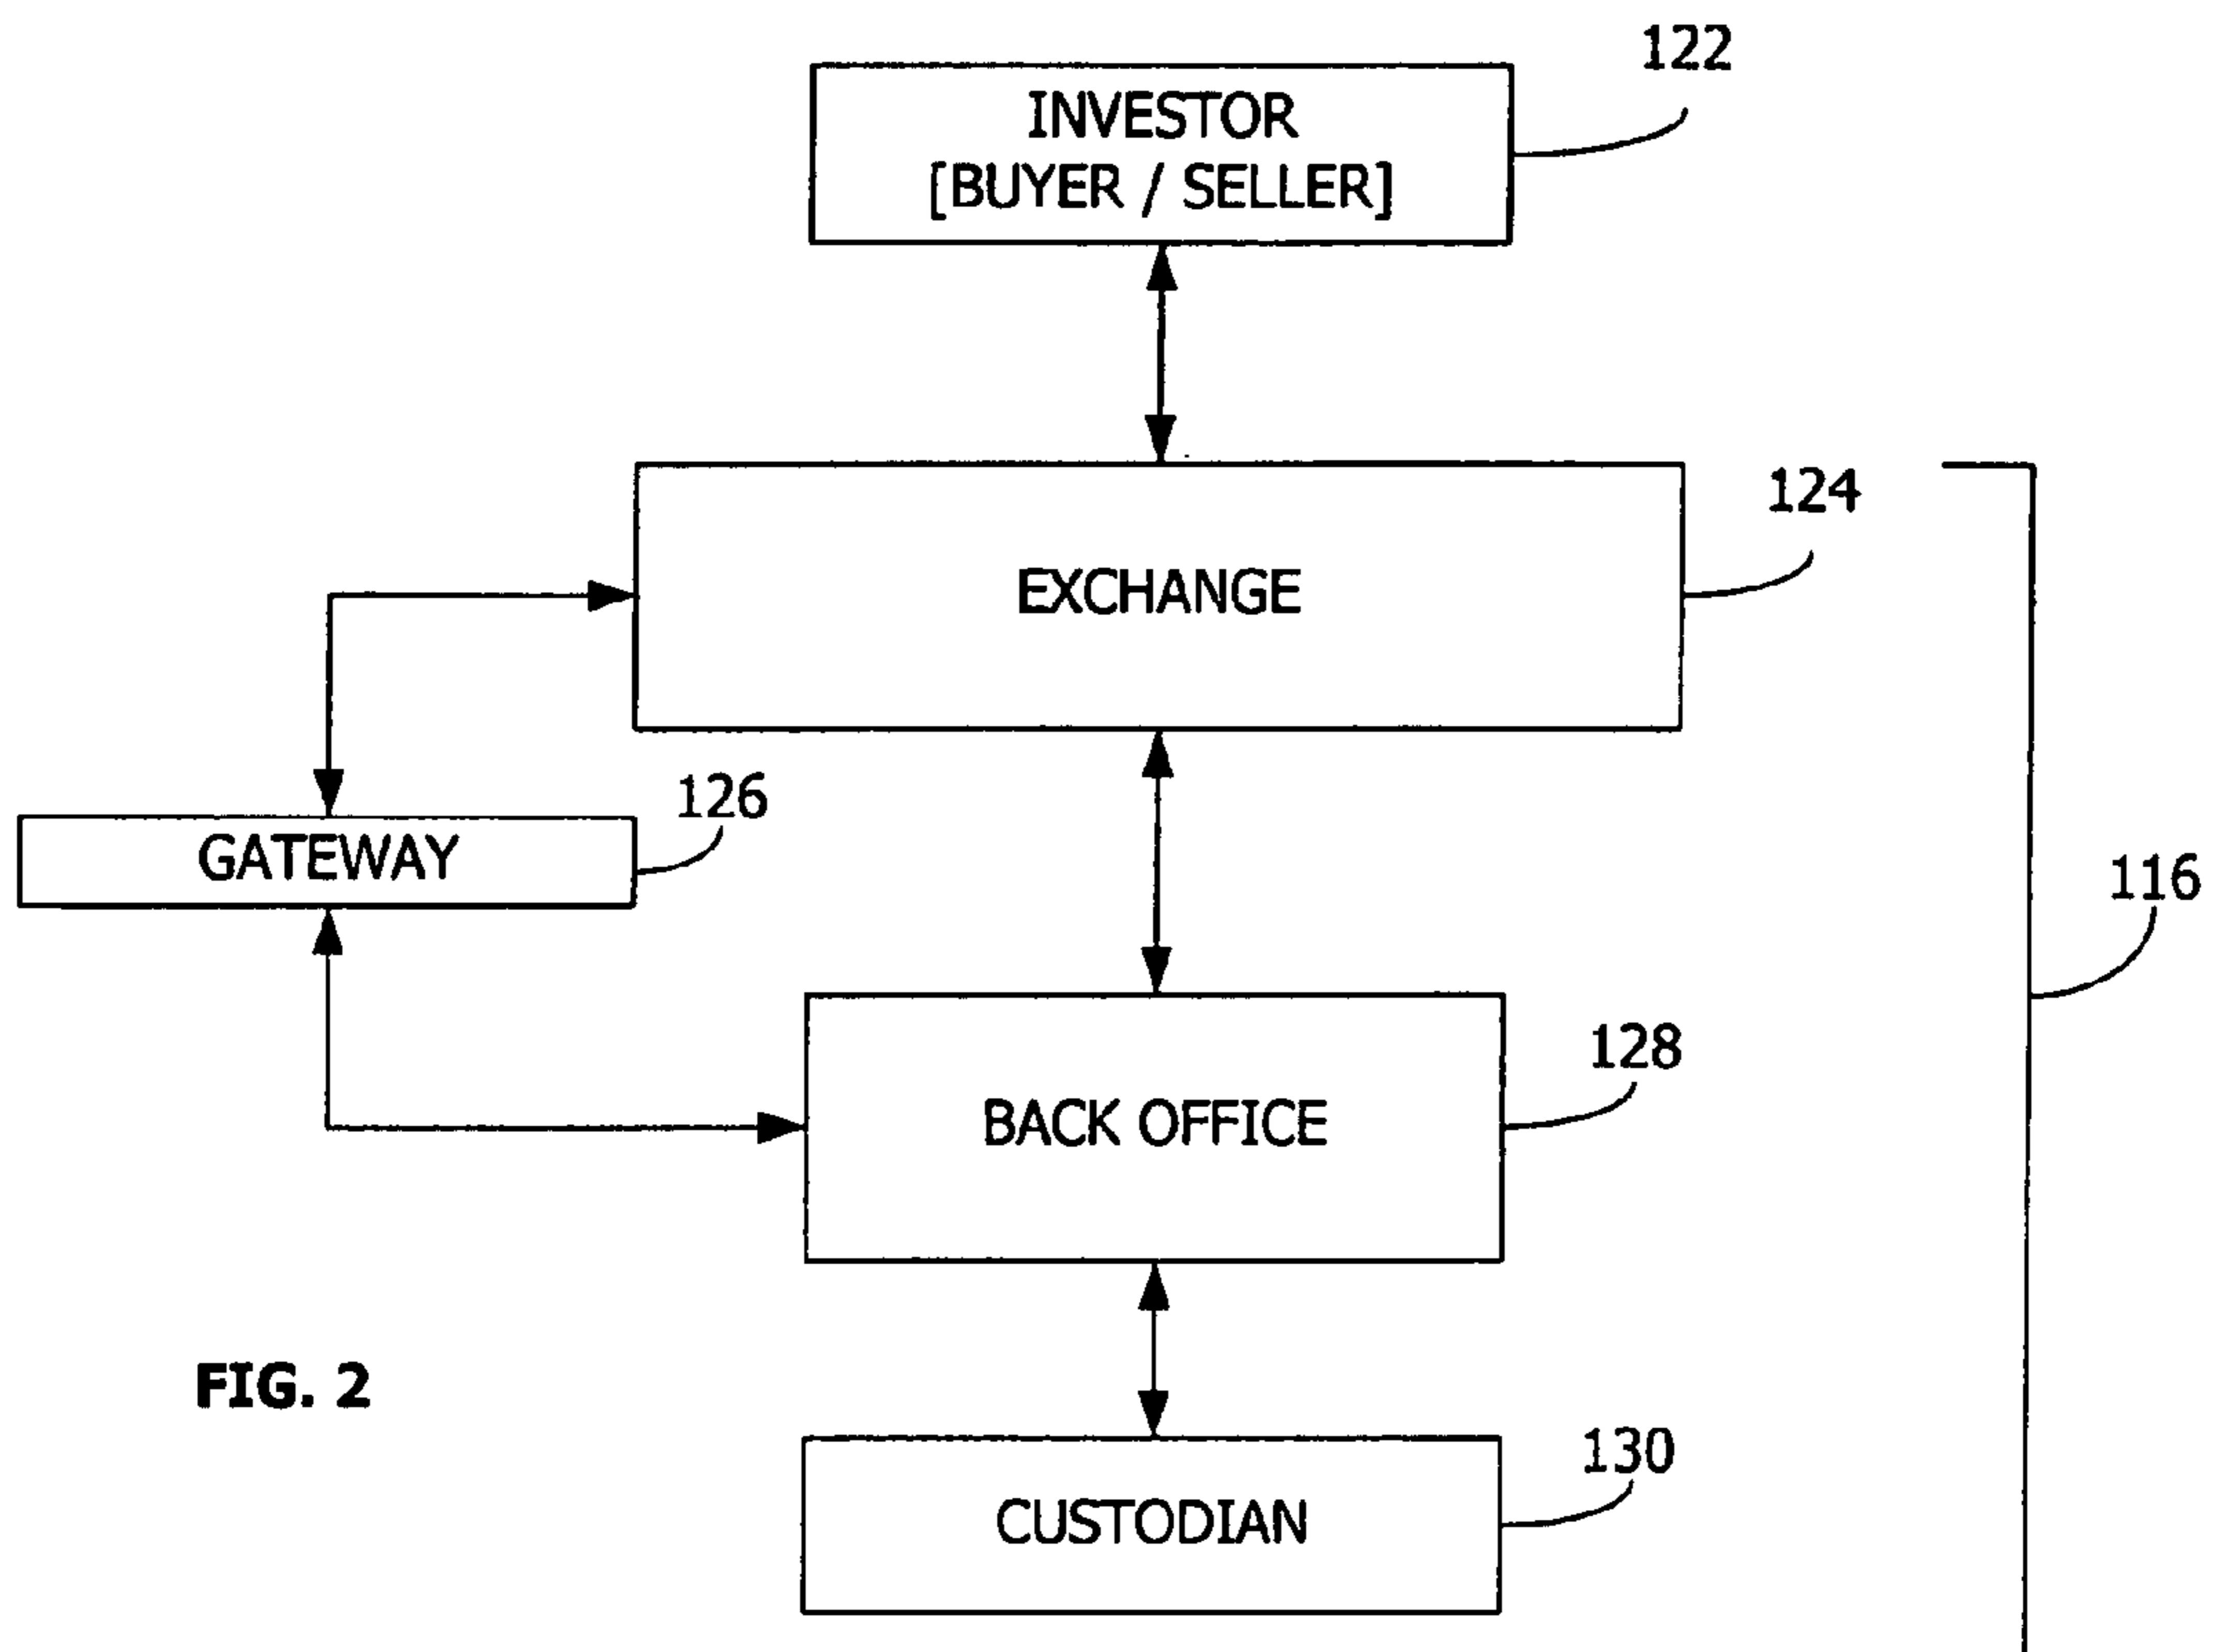 122
INVESTOR
[BUYER / SELLER]
124
EXCHANGE
126
GATEWAY
116
128
BACK OFFICE
FIG. 2
130
CUSTODIAN